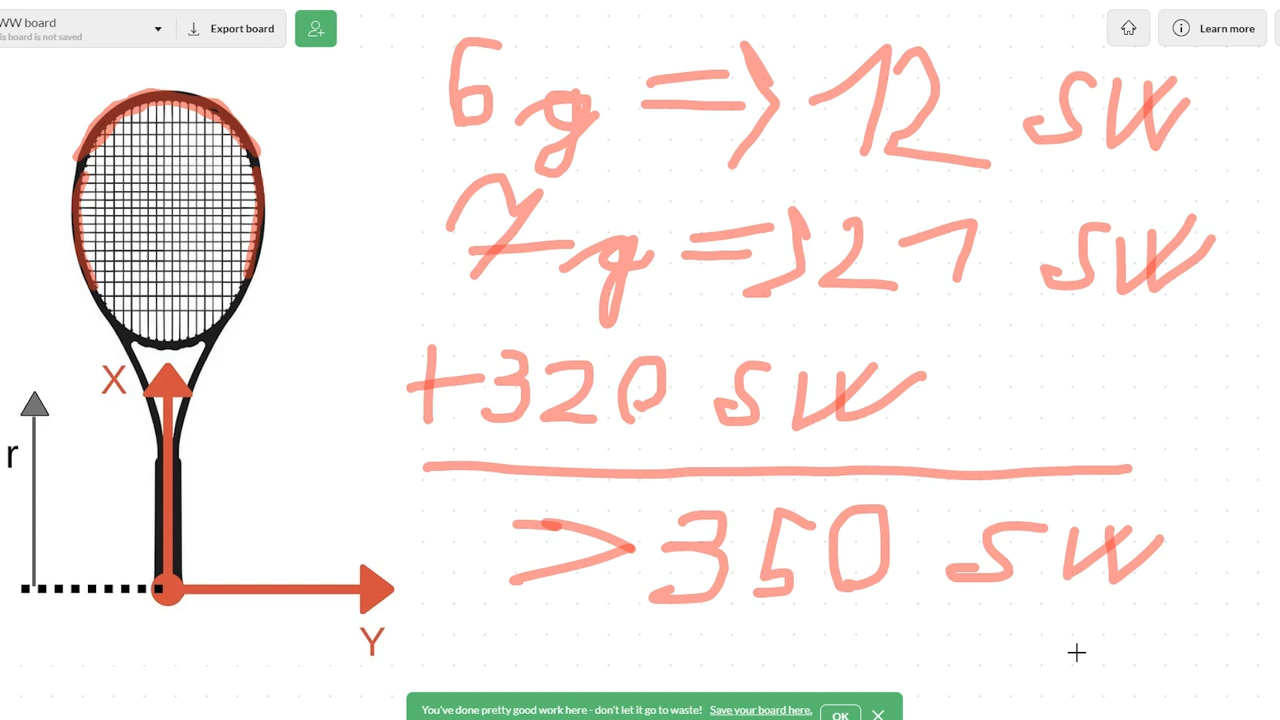 WW board
is board is not saved
Export board
Learn more
6g => 12 SW
7g => 21 SW
+320 SW
>350 SW
X
r
Y
You've done pretty good work here - don't let it go to waste! Save your board here. OK